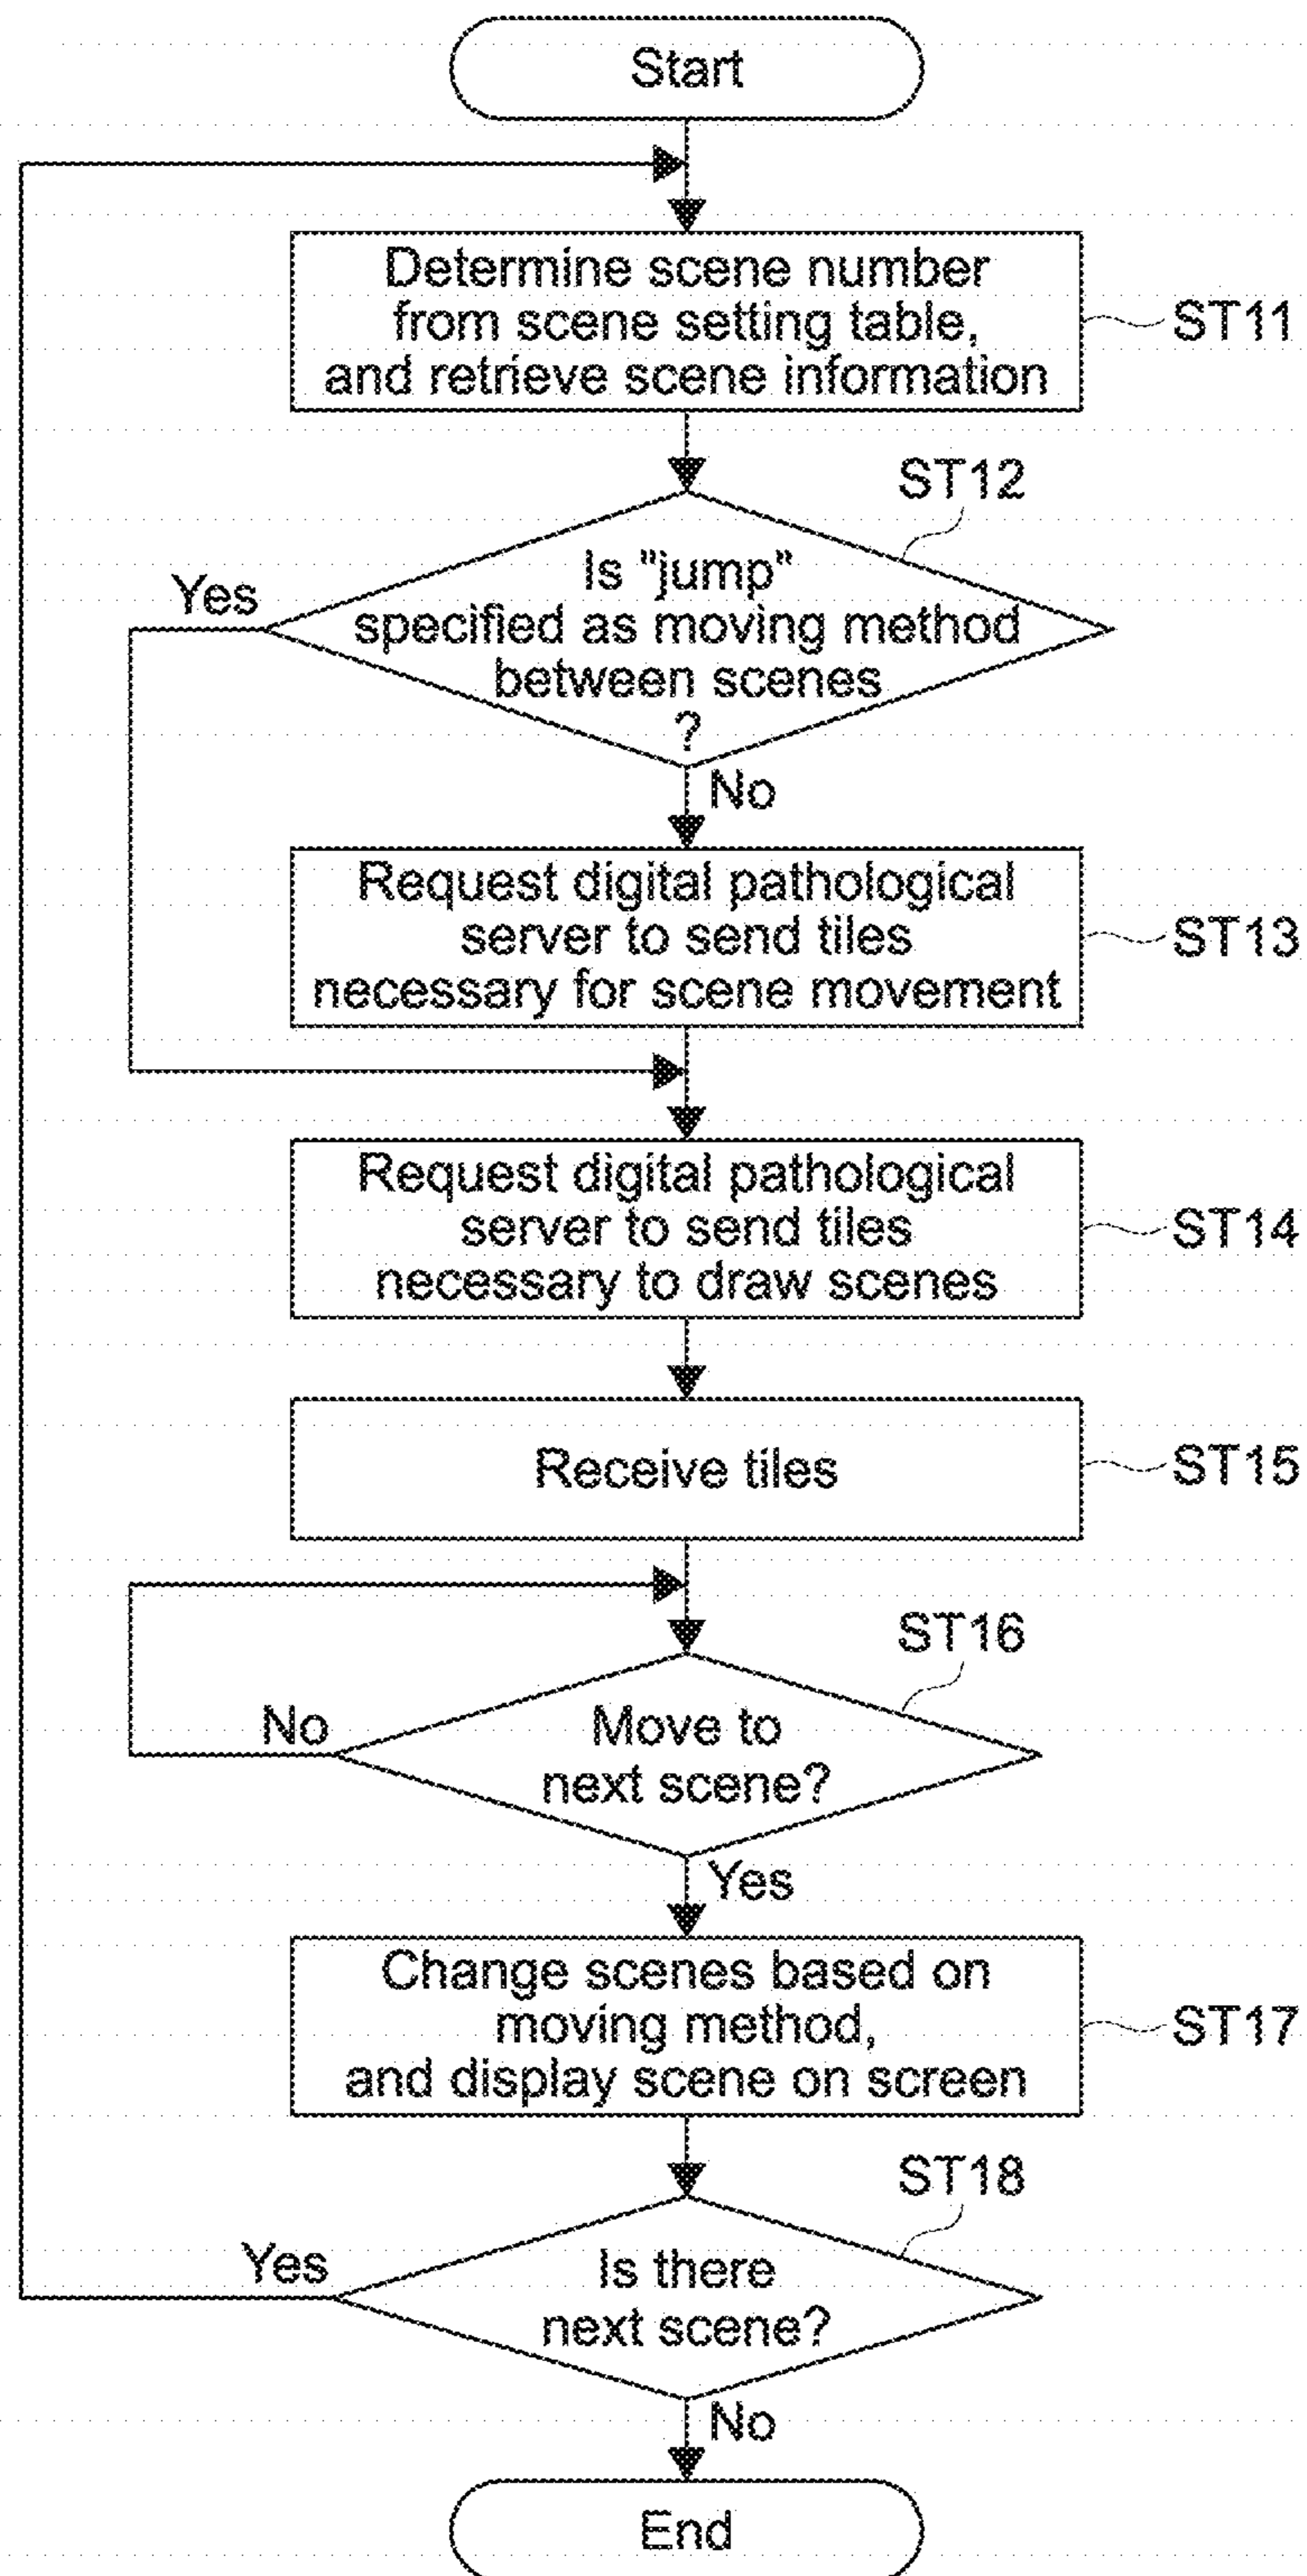 Start
Determine scene number
from scene setting table,
and retrieve scene information
ST11
ST12
Is "jump"
specified as moving method
between scenes
?
Yes
No
Request digital pathological
server to send tiles
necessary for scene movement
ST13
Request digital pathological
server to send tiles
necessary to draw scenes
ST14
Receive tiles
ST15
ST16
Move to
next scene?
No
Yes
Change scenes based on
moving method,
and display scene on screen
ST17
ST18
Is there
next scene?
Yes
No
End